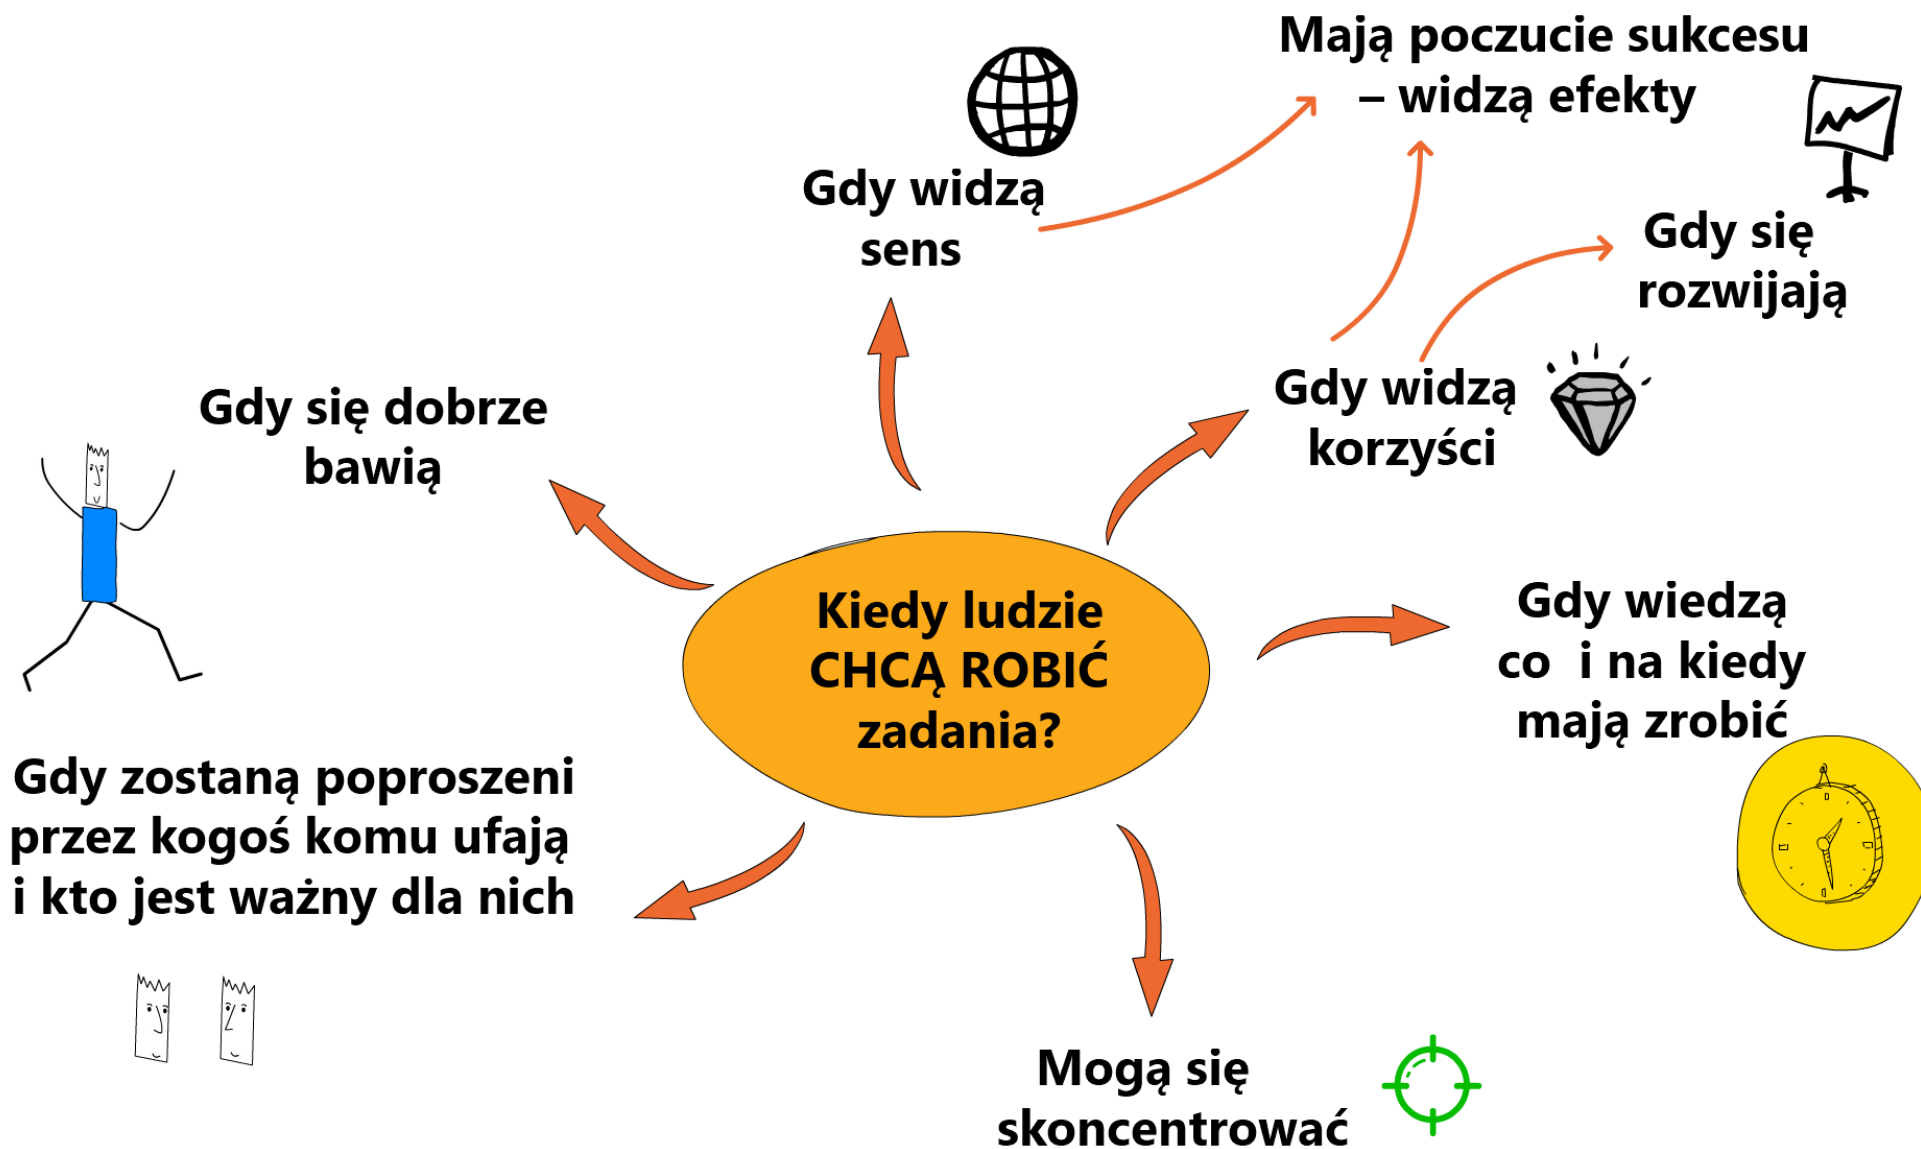 Mają poczucie sukcesu
– widzą efekty
Gdy widzą
sens
Gdy się
rozwijają
Gdy widzą
korzyści
Gdy się dobrze
bawią
Kiedy ludzie
CHCĄ ROBIĆ
zadania?
Gdy wiedzą
co  i na kiedy
mają zrobić
Gdy zostaną poproszeni
przez kogoś komu ufają
i kto jest ważny dla nich
Mogą się
skoncentrować